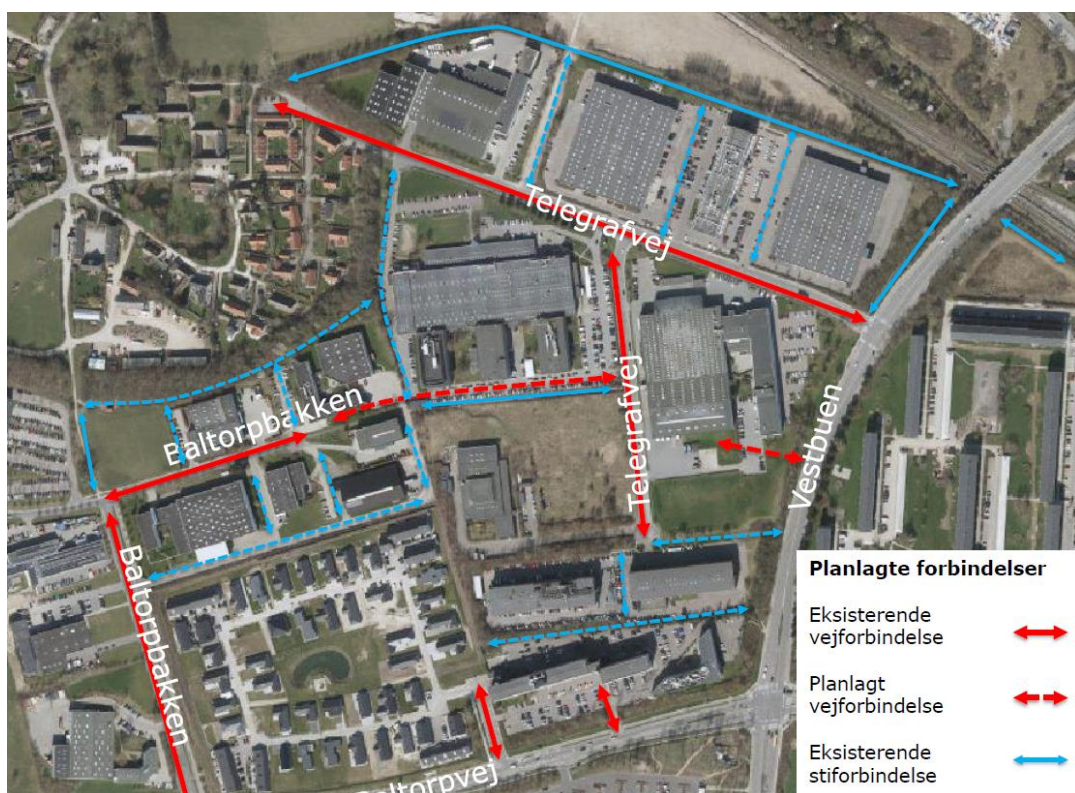 Telegrafvej
Baltorpbakken
Telegrafvej
Vestbuen
Baltorpbakken
Baltorpvej
Planlagte forbindelser
Eksisterende
vejforbindelse
Planlagt
vejforbindelse
Eksisterende
stiforbindelse